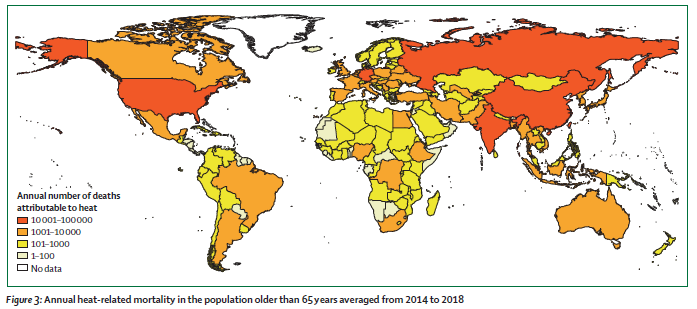 Annual number of deaths
attributable to heat
10 001–100 000
1001–10 000
101–1000
1–100
No data
Figure 3: Annual heat-related mortality in the population older than 65 years averaged from 2014 to 2018